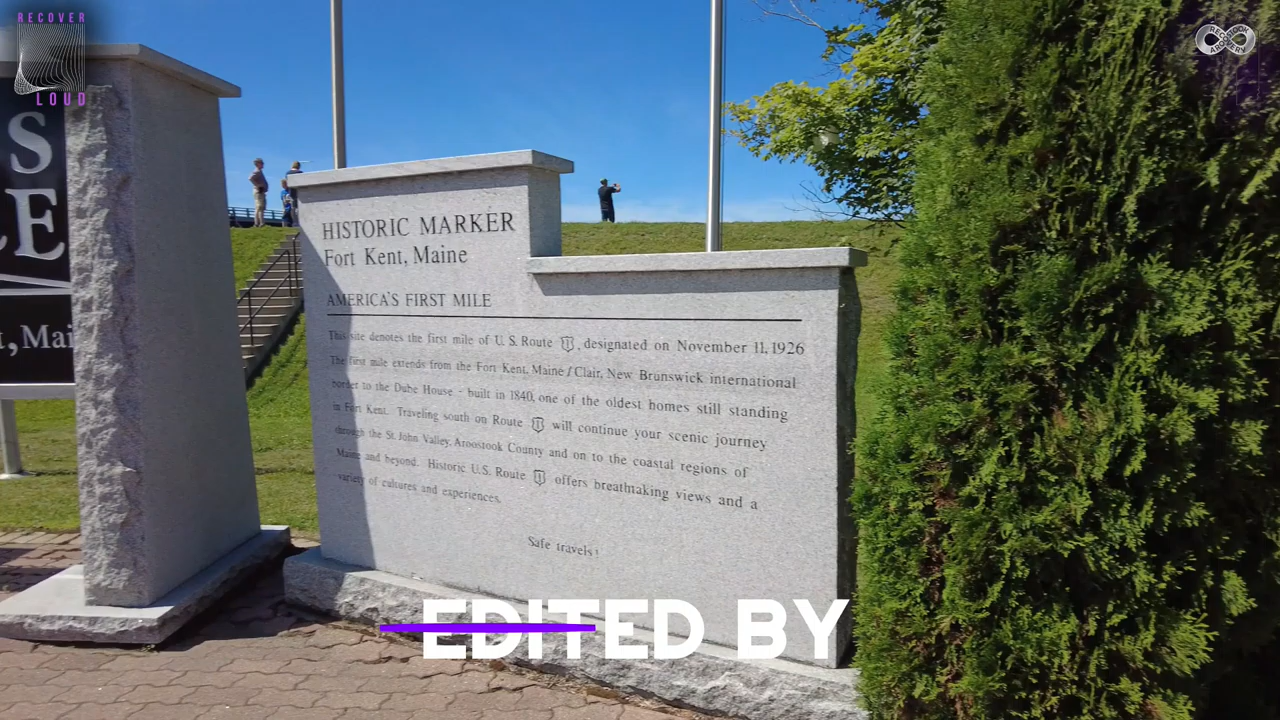 RECOVER
LOUD
RECOVER
AROOSTOOK
S
E
t, Mai
HISTORIC MARKER
Fort Kent, Maine
AMERICA'S FIRST MILE
This site denotes the first mile of U. S. Route 1, designated on November 11, 1926
The first mile extends from the Fort Kent, Maine / Clair, New Brunswick international
border to the Dube House - built in 1840, one of the oldest homes still standing
in Fort Kent. Traveling south on Route 1 will continue your scenic journey
through the St. John Valley, Aroostook County and on to the coastal regions of
Maine and beyond. Historic U.S. Route 1 offers breathmaking views and a
variety of cultures and experiences.
Safe travels!
EDITED BY